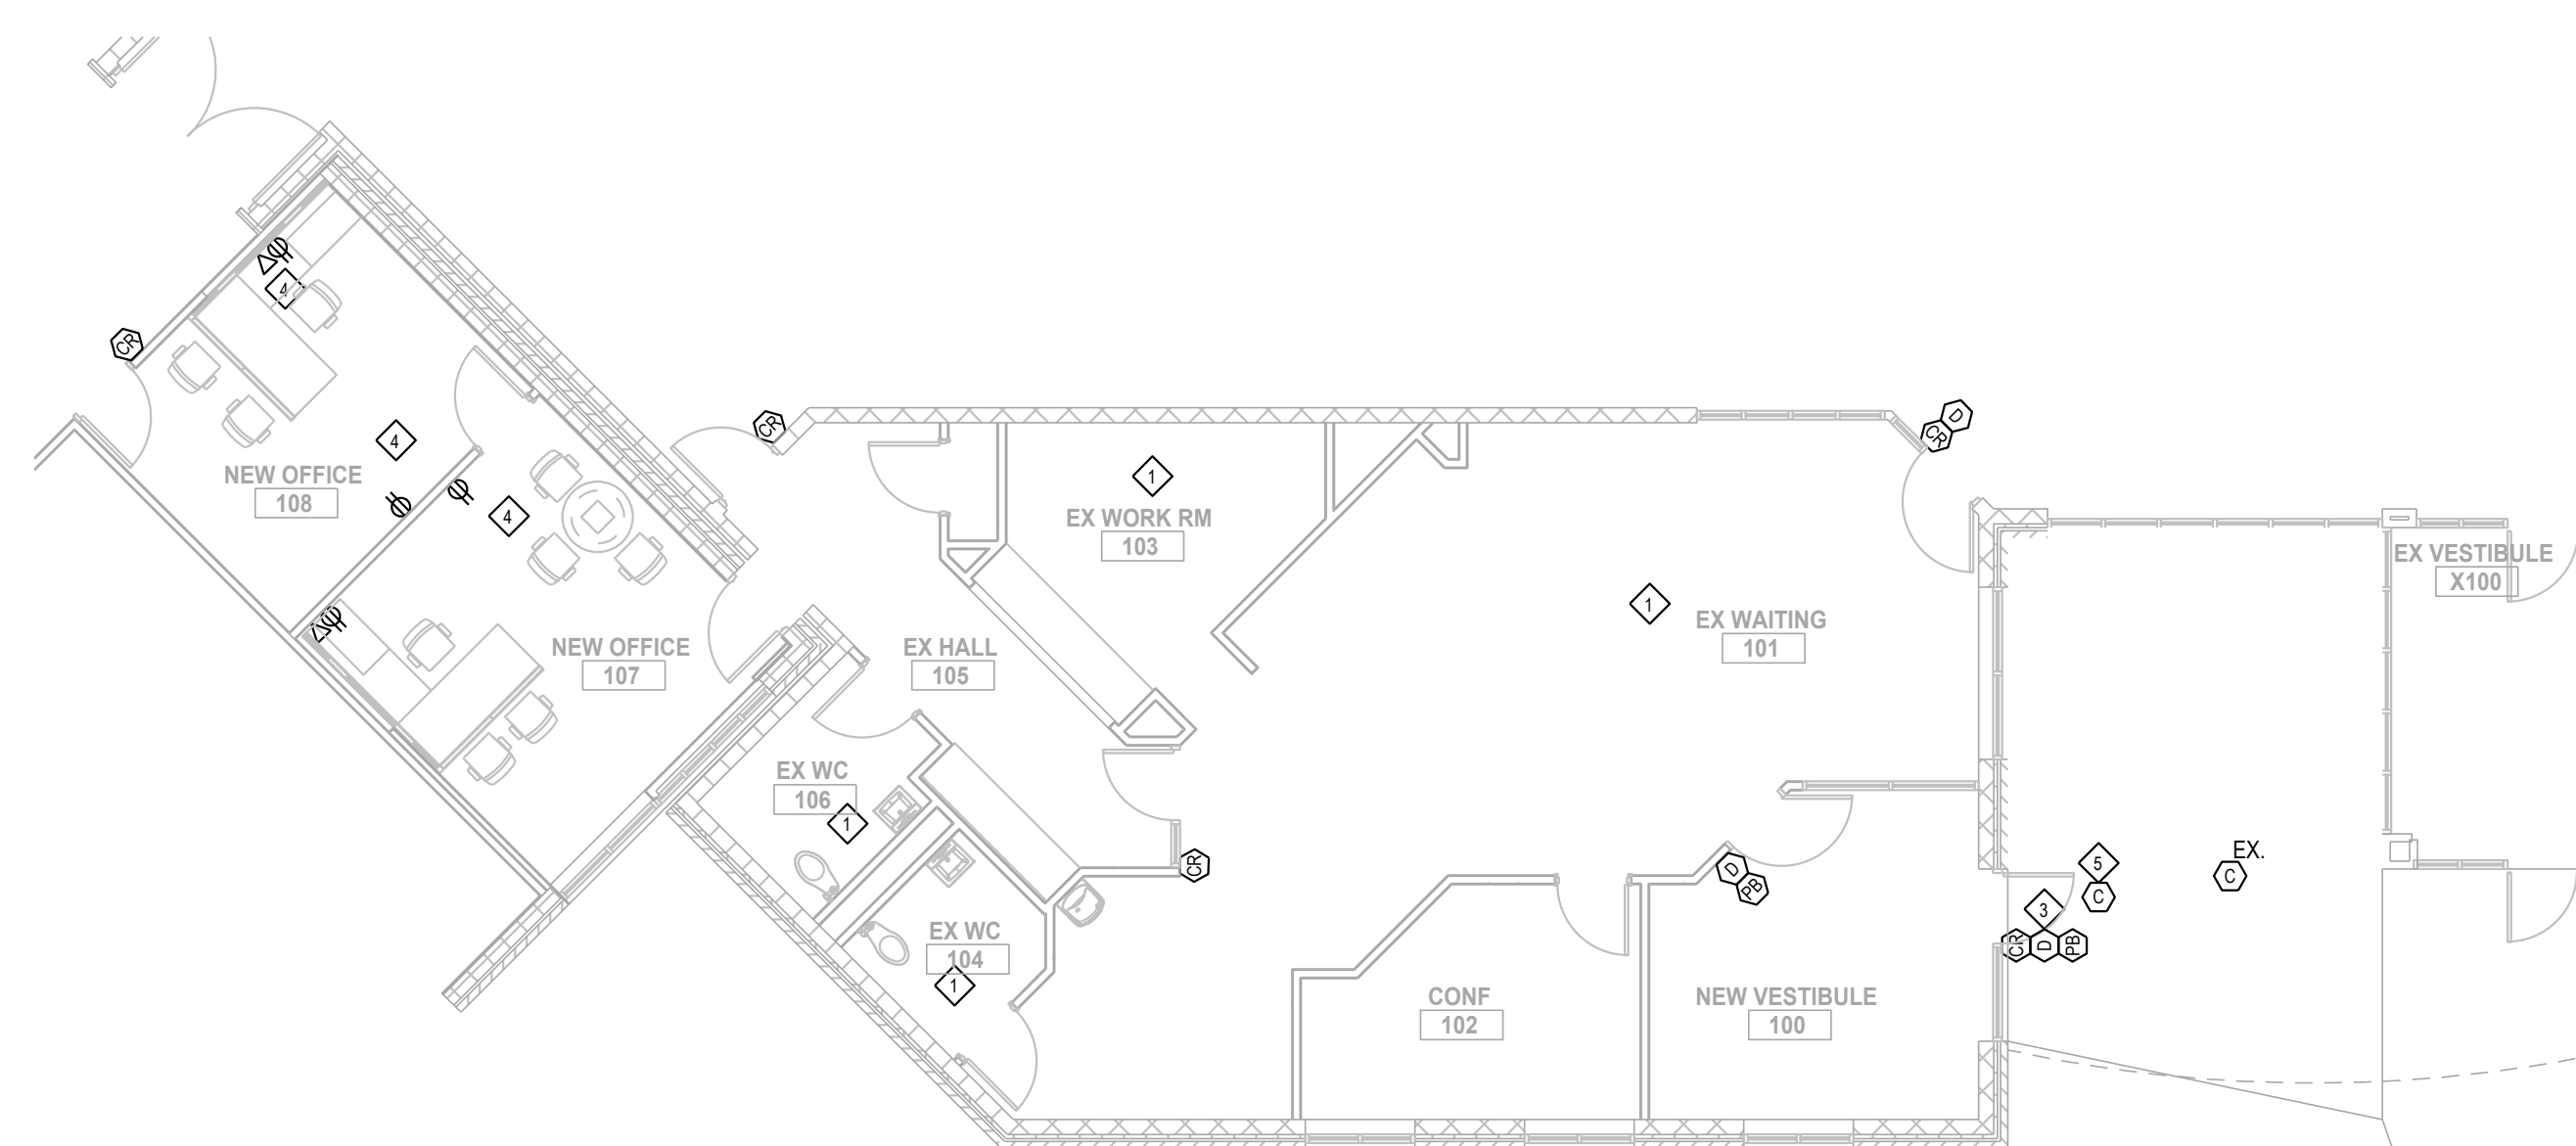 4
CR
D
CR
CR
4
NEW OFFICE
108
4
1
EX WORK RM
103
EX VESTIBULE
X100
1
EX WAITING
101
NEW OFFICE
107
EX HALL
105
EX WC
106
1
CR
D
PB
5
C
EX.
C
3
CR
D
PB
EX WC
104
1
CONF
102
NEW VESTIBULE
100